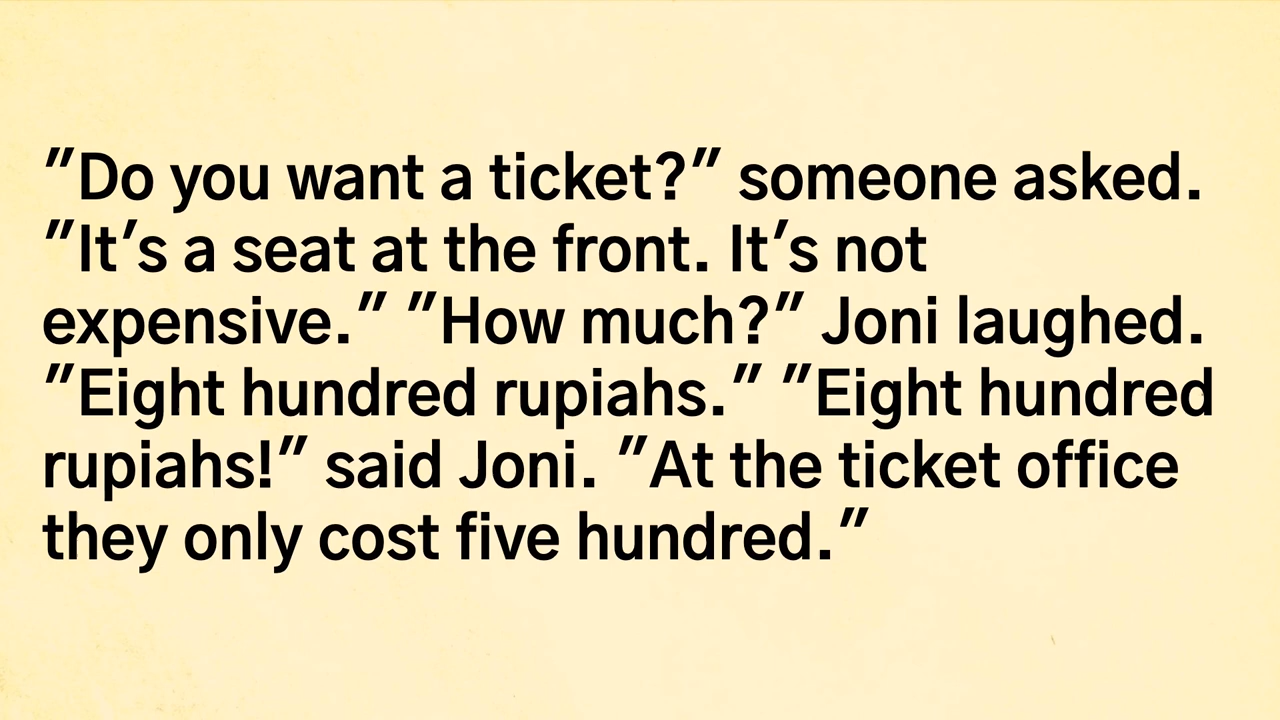 "Do you want a ticket?" someone asked.
"It's a seat at the front. It's not
expensive." "How much?" Joni laughed.
"Eight hundred rupiahs." "Eight hundred
rupiahs!" said Joni. "At the ticket office
they only cost five hundred."